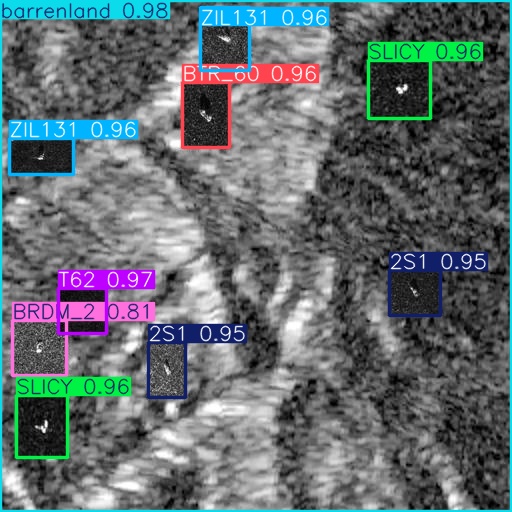 barrenland 0.98
ZIL131 0.96
BTR_60 0.96
SLICY 0.96
ZIL131 0.96
2S1 0.95
T62 0.97
BRDM_2 0.81
2S1 0.95
SLICY 0.96